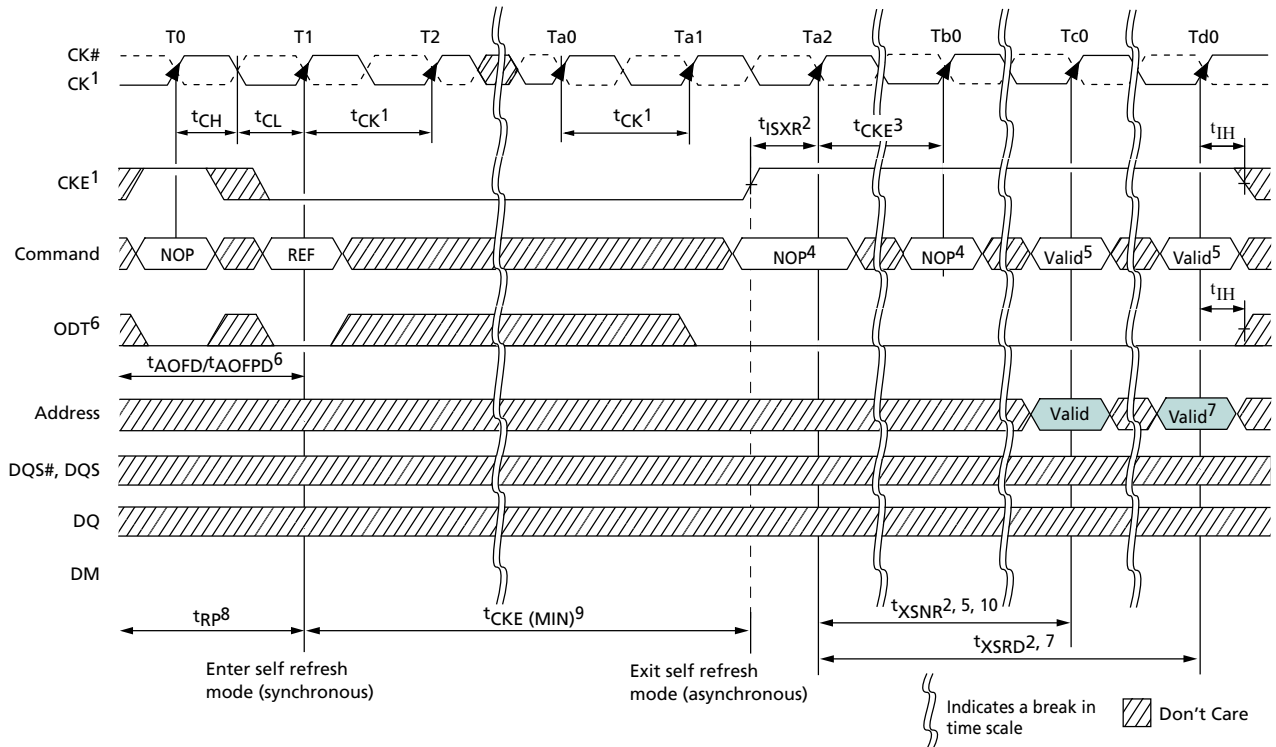 T0 T1 T2 Ta0 Ta1 Ta2 Tb0 Tc0 Td0
CK#
CK1
tCH tCL tCK1 tCK1 tISXR2 tCKE3 tIH
CKE1
Command NOP REF NOP4 NOP4 Valid5 Valid5
tIH
ODT6
tAOFD/tAOFPD6
Address Valid Valid7
DQS#, DQS
DQ
DM
tRP8 tCKE (MIN)9 tXSNR2, 5, 10
tXSRD2, 7
Enter self refresh
mode (synchronous)
Exit self refresh
mode (asynchronous)
Indicates a break in
time scale
Don't Care